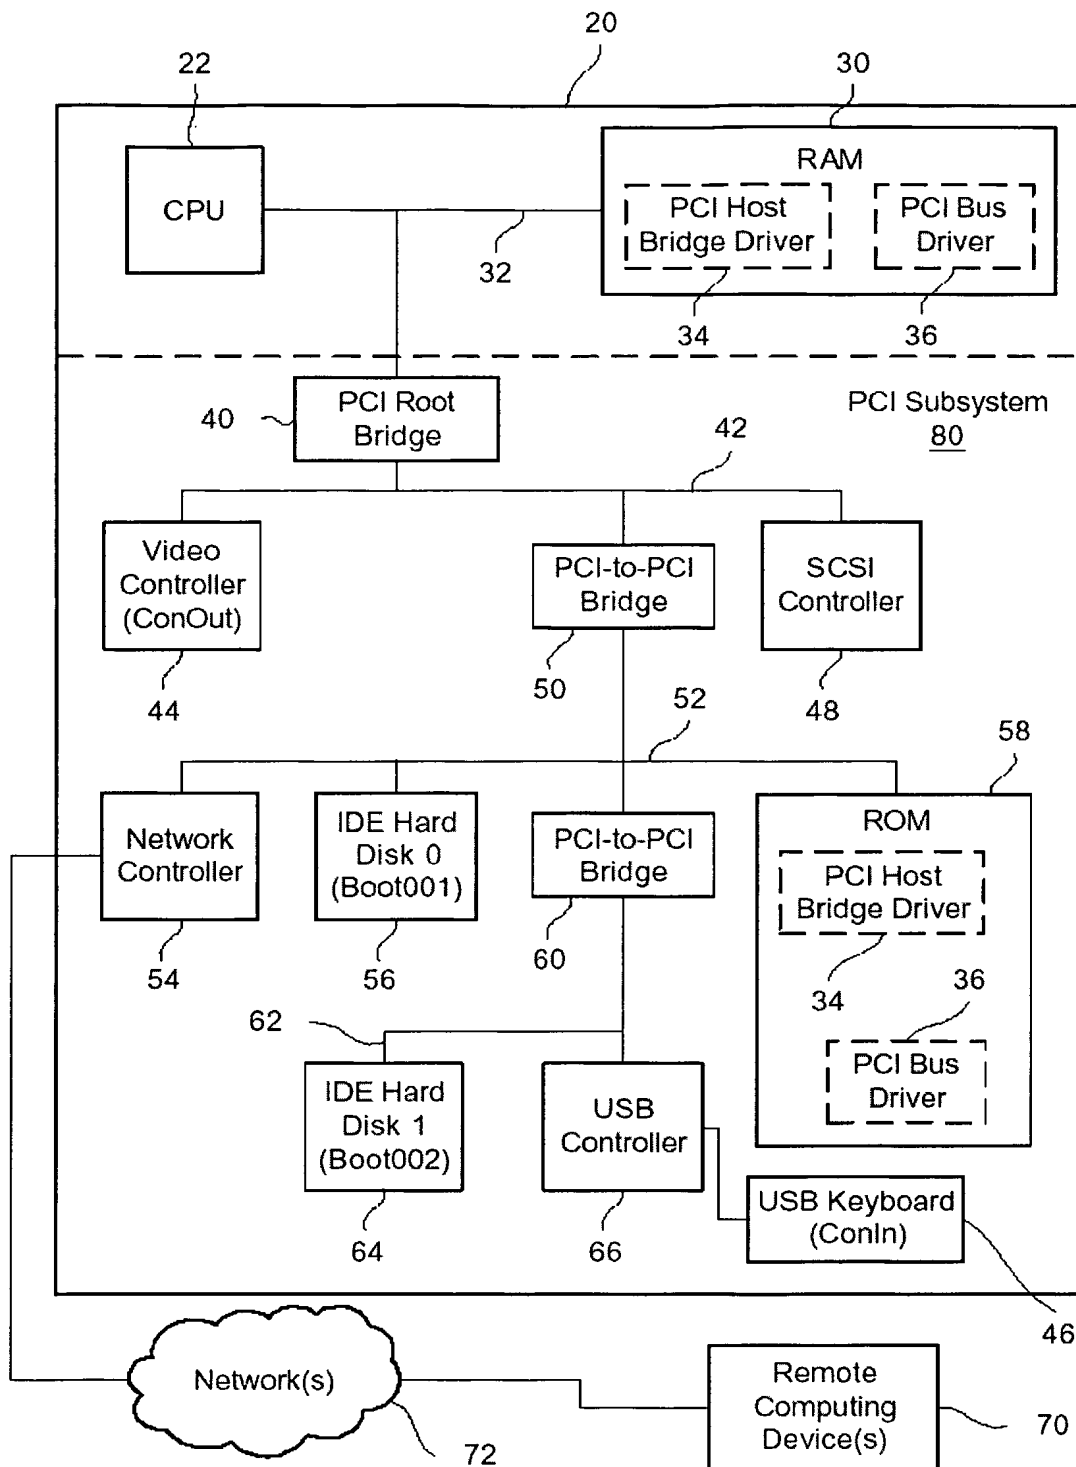 20
22
30
CPU
RAM
PCI Host
Bridge Driver
PCI Bus
Driver
32
34
36
PCI Root
Bridge
40
PCI Subsystem
80
42
Video
Controller
(ConOut)
PCI-to-PCI
Bridge
SCSI
Controller
44
50
48
52
58
Network
Controller
IDE Hard
Disk 0
(Boot001)
PCI-to-PCI
Bridge
ROM
PCI Host
Bridge Driver
54
56
60
34
36
62
PCI Bus
Driver
IDE Hard
Disk 1
(Boot002)
USB
Controller
USB Keyboard
(ConIn)
64
66
46
Network(s)
72
Remote
Computing
Device(s)
70